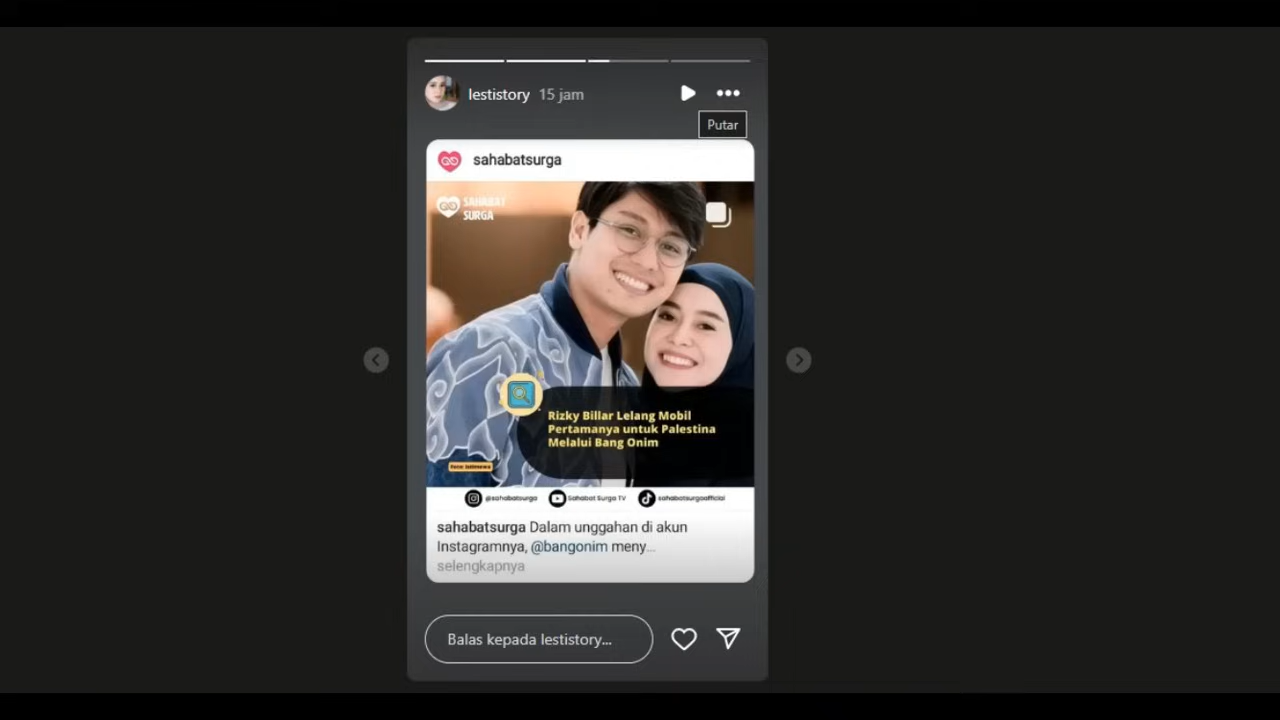 lestistory 15 jam
Putar
sahabatsurga
SAHABAT
SURGA
Rizky Billar Lelang Mobil
Pertamanya untuk Palestina
Melalui Bang Onim
@sahabatsurga Sahabat Surga TV sahabatsurgaofficial
sahabatsurga Dalam unggahan di akun
Instagramnya, @bangonim meny...
selengkapnya
Balas kepada lestistory...